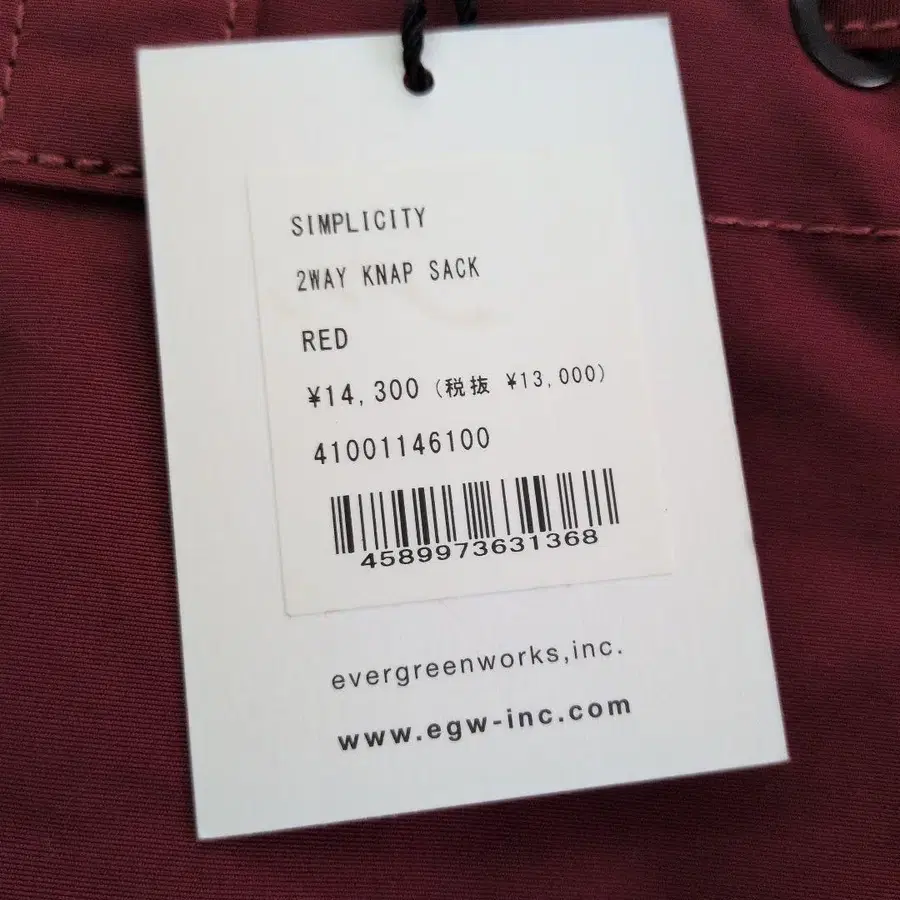 SIMPLICITY
2WAY KNAP SACK
RED
¥14,300 (税抜 ¥13,000)
41001146100
4589973631368
evergreenworks,inc.
www.egw-inc.com